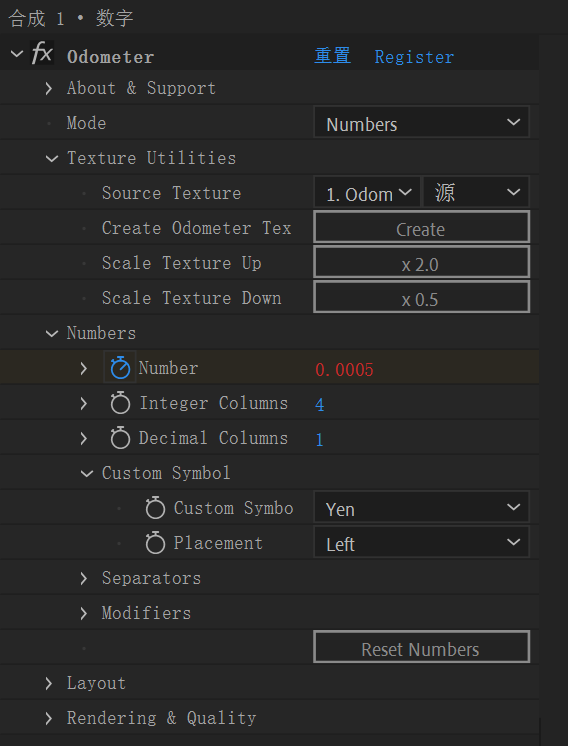 合成 1 • 数字
fx Odometer 重置 Register
About & Support
Mode Numbers
Texture Utilities
Source Texture 1. Odom 源
Create Odometer Tex Create
Scale Texture Up x 2.0
Scale Texture Down x 0.5
Numbers
Number 0.0005
Integer Columns 4
Decimal Columns 1
Custom Symbol
Custom Symbo Yen
Placement Left
Separators
Modifiers
Reset Numbers
Layout
Rendering & Quality